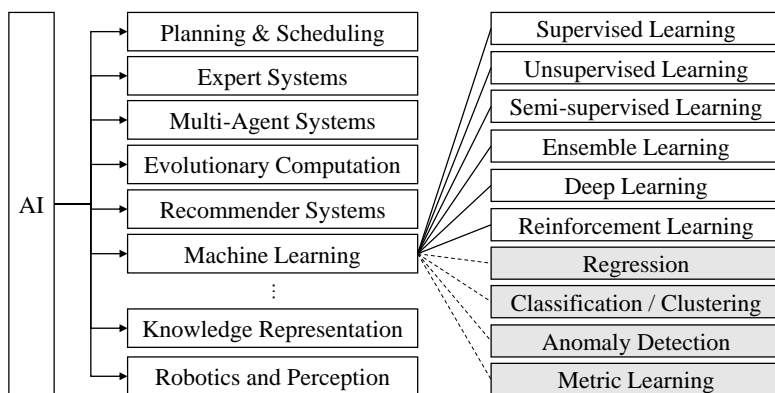 AI
Planning & Scheduling
Expert Systems
Multi-Agent Systems
Evolutionary Computation
Recommender Systems
Machine Learning
⋮
Knowledge Representation
Robotics and Perception
Supervised Learning
Unsupervised Learning
Semi-supervised Learning
Ensemble Learning
Deep Learning
Reinforcement Learning
Regression
Classification / Clustering
Anomaly Detection
Metric Learning